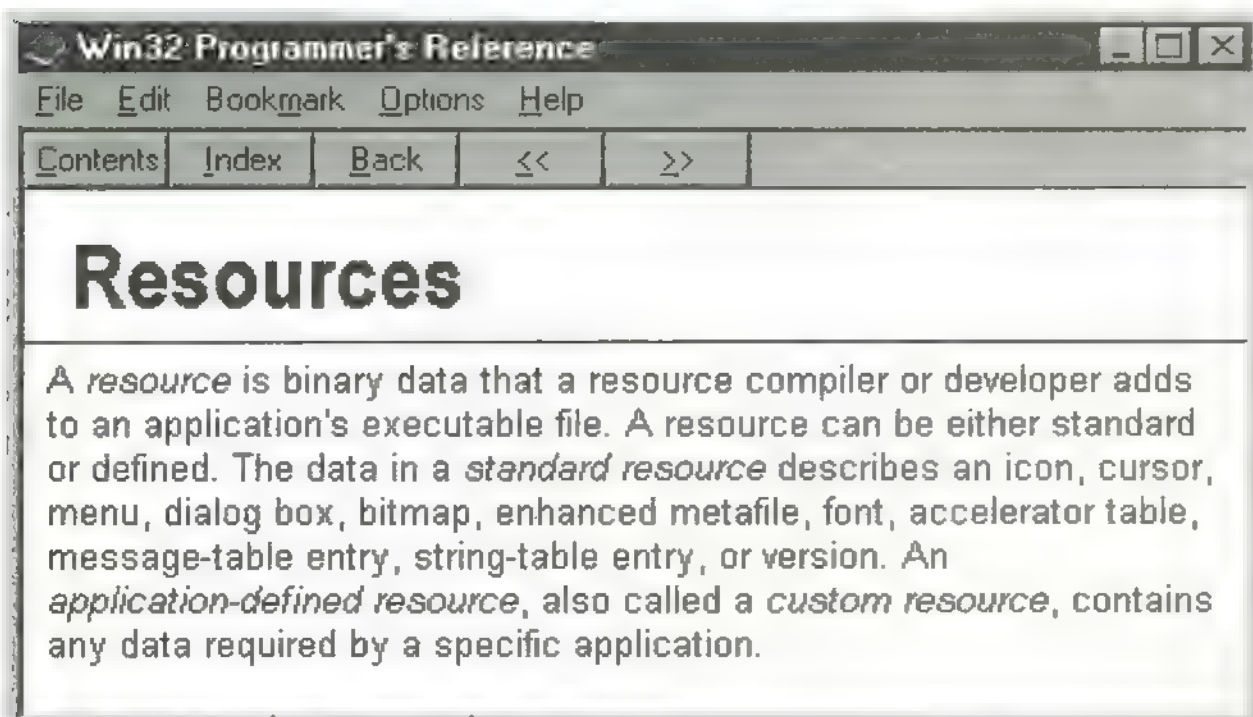 Win32 Programmer's Reference
File Edit Bookmark Options Help
Contents Index Back << >>
Resources
A resource is binary data that a resource compiler or developer adds
to an application's executable file. A resource can be either standard
or defined. The data in a standard resource describes an icon, cursor,
menu, dialog box, bitmap, enhanced metafile, font, accelerator table,
message-table entry, string-table entry, or version. An
application-defined resource, also called a custom resource, contains
any data required by a specific application.